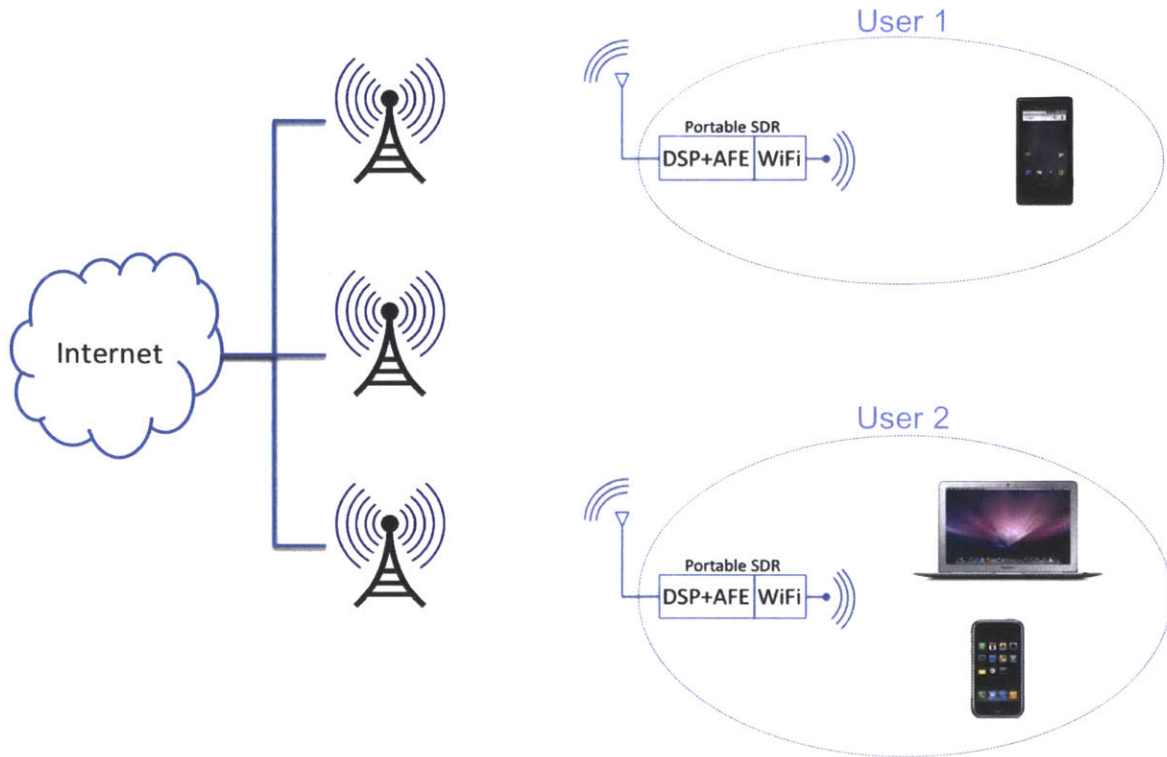 User 1
Portable SDR
DSP+AFE WiFi
Internet
User 2
Portable SDR
DSP+AFE WiFi